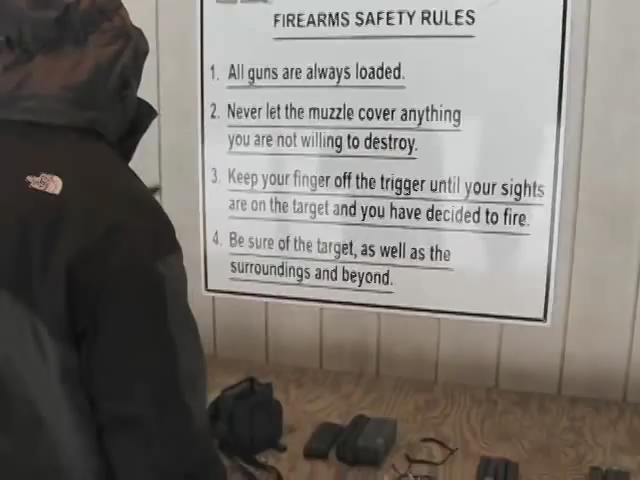 FIREARMS SAFETY RULES
1. All guns are always loaded.
2. Never let the muzzle cover anything
you are not willing to destroy.
3. Keep your finger off the trigger until your sights
are on the target and you have decided to fire.
4. Be sure of the target, as well as the
surroundings and beyond.